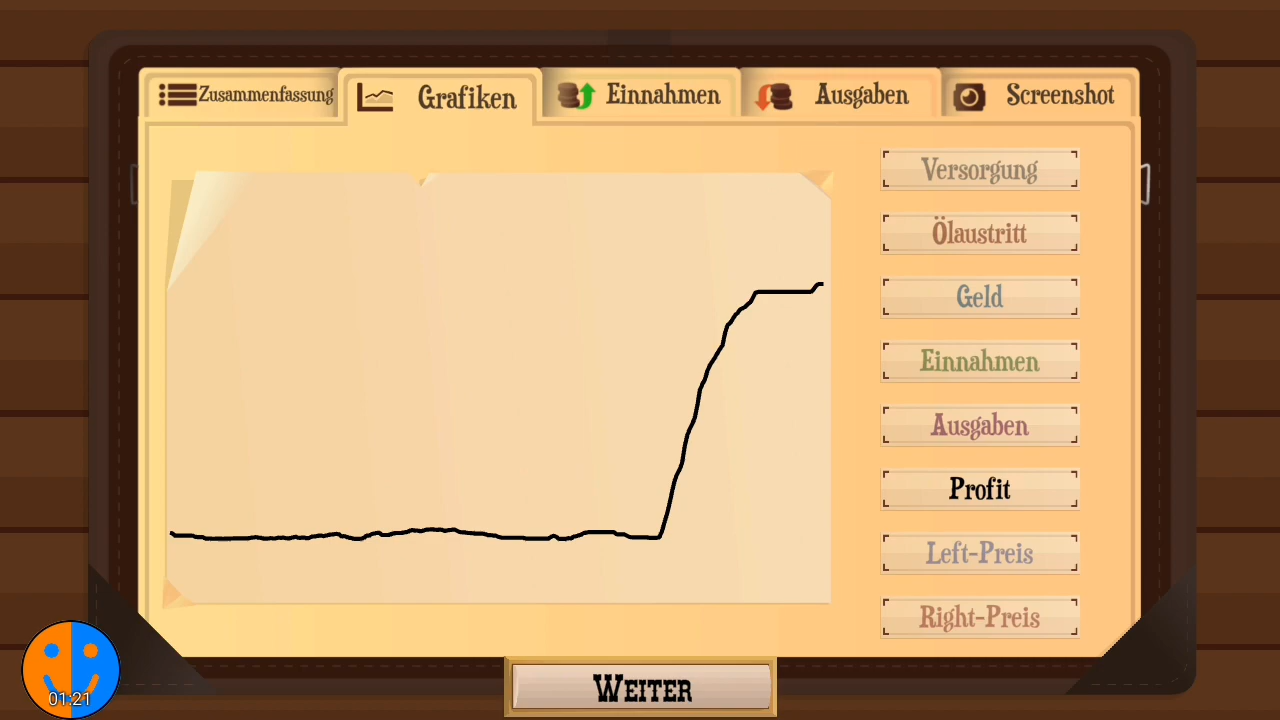 Zusammenfassung
Grafiken
Einnahmen
Ausgaben
Screenshot
Versorgung
Ölaustritt
Geld
Einnahmen
Ausgaben
Profit
Left-Preis
Right-Preis
Weiter
01:21